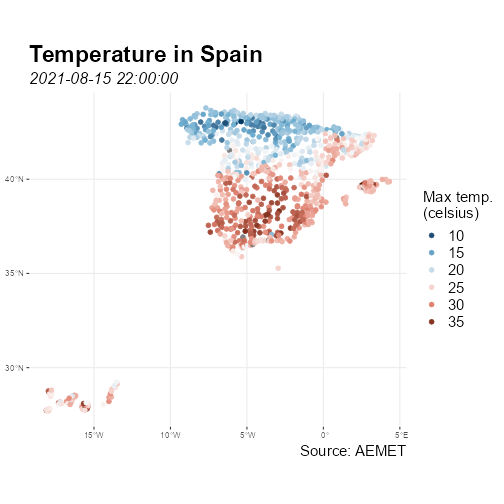 Temperature in Spain
2021-08-15 22:00:00
40°N
35°N
30°N
15°W
10°W
5°W
0°
5°E
Max temp.
(celsius)
10
15
20
25
30
35
Source: AEMET